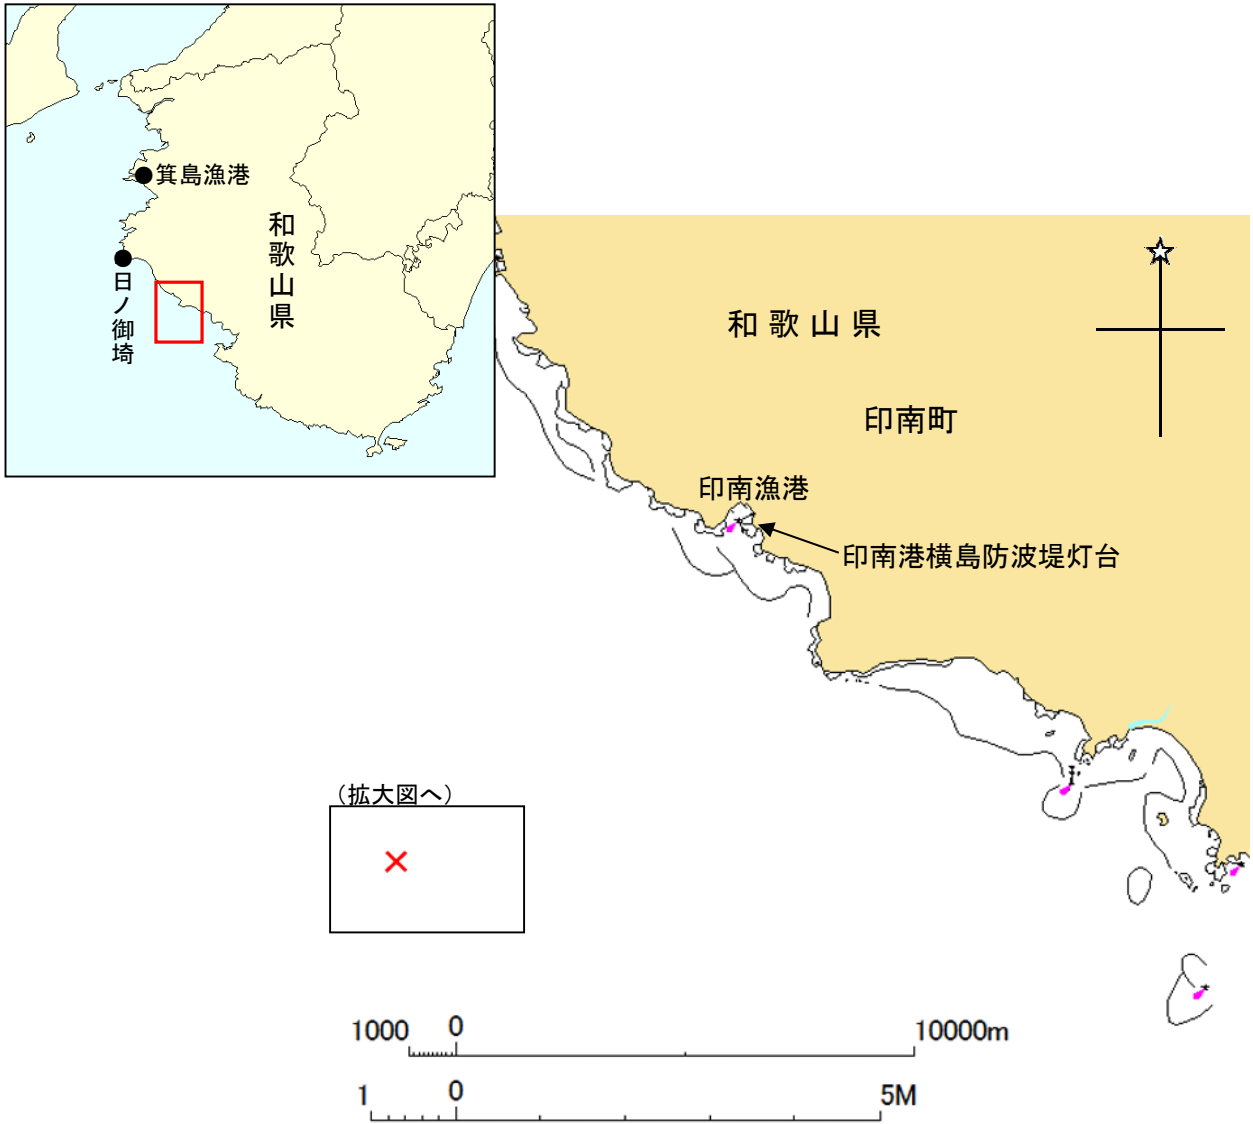 箕島漁港
和歌山県
日ノ御埼
和歌山県
印南町
印南漁港
印南港横島防波堤灯台
（拡大図へ）
1000 0 10000m
1 0 5M